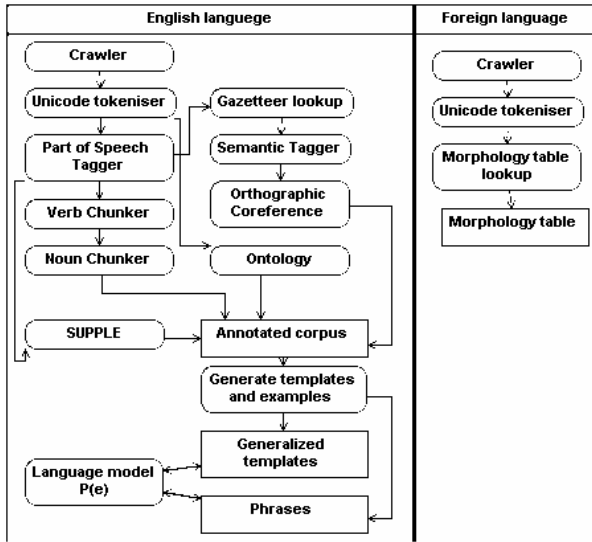 English languege
Foreign language
Crawler
Unicode tokeniser
Part of Speech
Tagger
Verb Chunker
Noun Chunker
SUPPLE
Gazetteer lookup
Semantic Tagger
Orthographic
Coreference
Ontology
Annotated corpus
Generate templates
and examples
Generalized
templates
Language model
P(e)
Phrases
Crawler
Unicode tokeniser
Morphology table
lookup
Morphology table